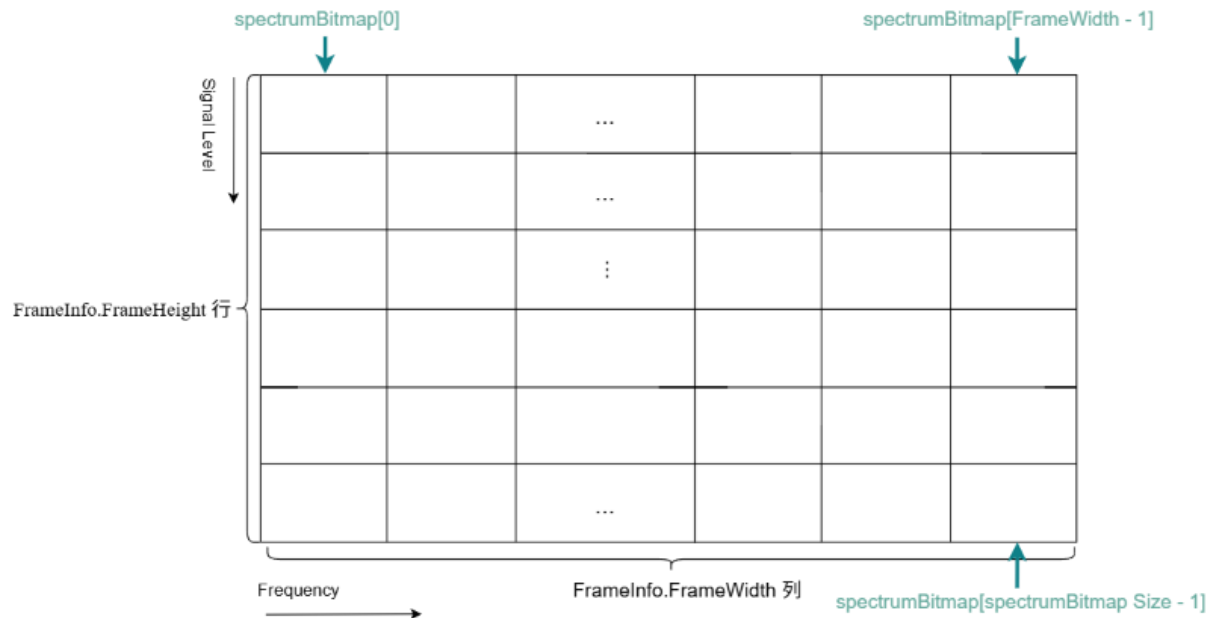 spectrumBitmap[0]
spectrumBitmap[FrameWidth - 1]
Signal Level
...
...
⋮
FrameInfo.FrameHeight 行
...
Frequency
FrameInfo.FrameWidth 列
spectrumBitmap[spectrumBitmap Size - 1]